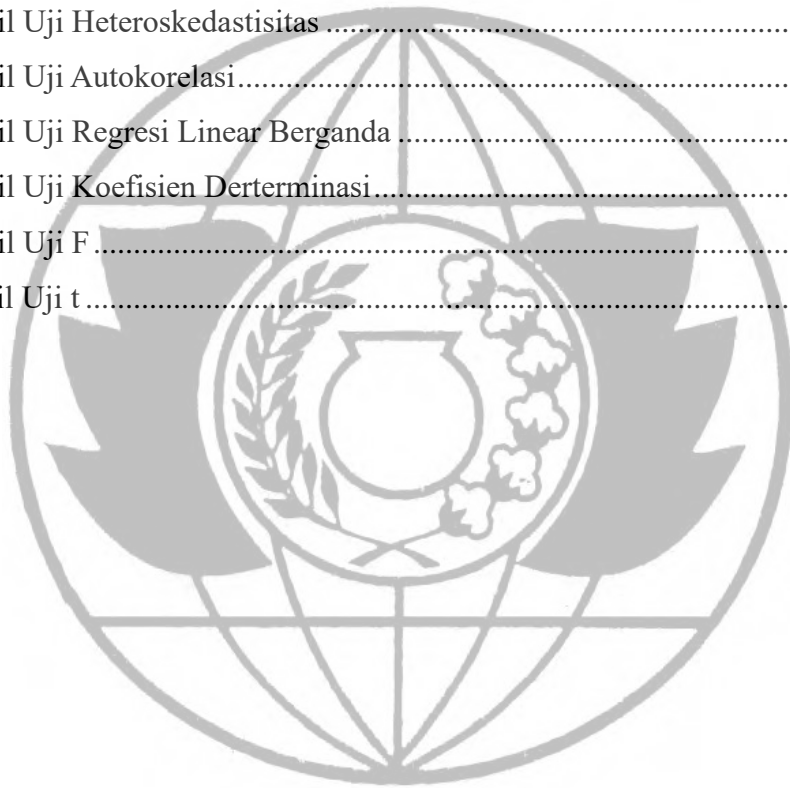 il Uji Heteroskedastisitas ............................................................
il Uji Autokorelasi......................................................................
il Uji Regresi Linear Berganda ..................................................
il Uji Koefisien Derterminasi.....................................................
il Uji F........................................................................................
il Uji t .........................................................................................